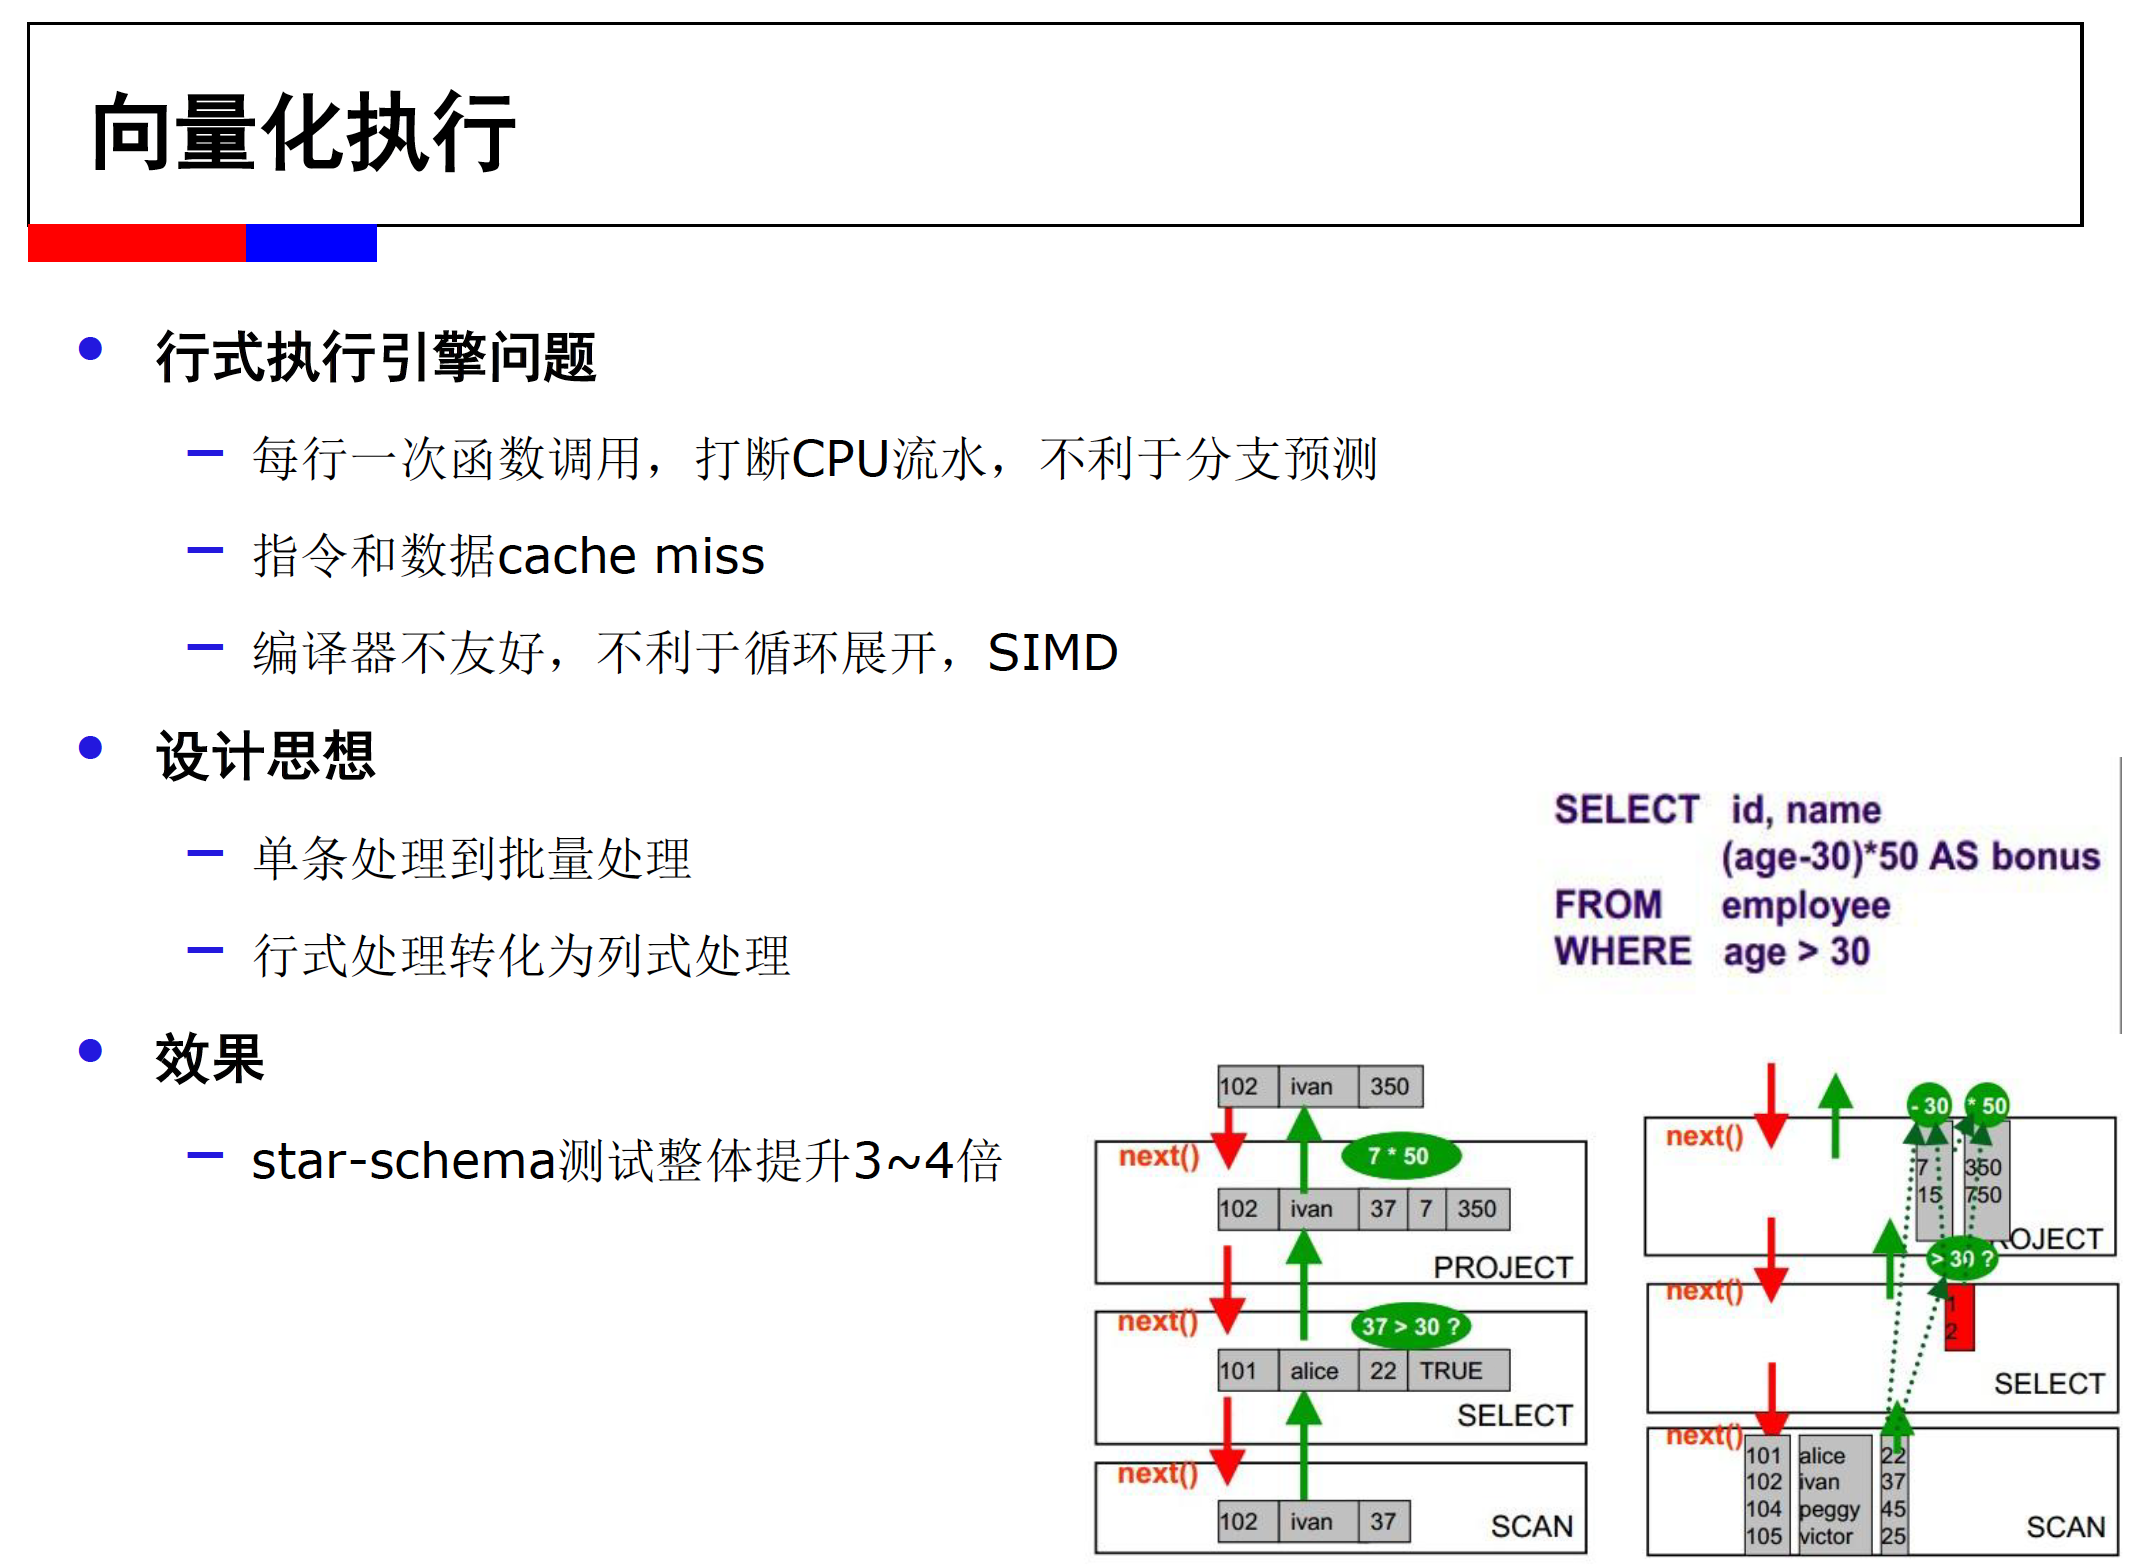 向量化执行
行式执行引擎问题
每行一次函数调用，打断CPU流水，不利于分支预测
指令和数据cache miss
编译器不友好，不利于循环展开，SIMD
设计思想
单条处理到批量处理
行式处理转化为列式处理
效果
star-schema测试整体提升3~4倍
SELECT id, name
(age-30)*50 AS bonus
FROM employee
WHERE age > 30
102 ivan 350
next() 7 * 50
102 ivan 37 7 350
PROJECT
next() 37 > 30 ?
101 alice 22 TRUE
SELECT
next()
102 ivan 37
SCAN
- 30 * 50
next()
7 350
15 750
OJECT
> 30 ?
next()
1
2
SELECT
next()
101 alice 22
102 ivan 37
104 peggy 45
105 victor 25
SCAN